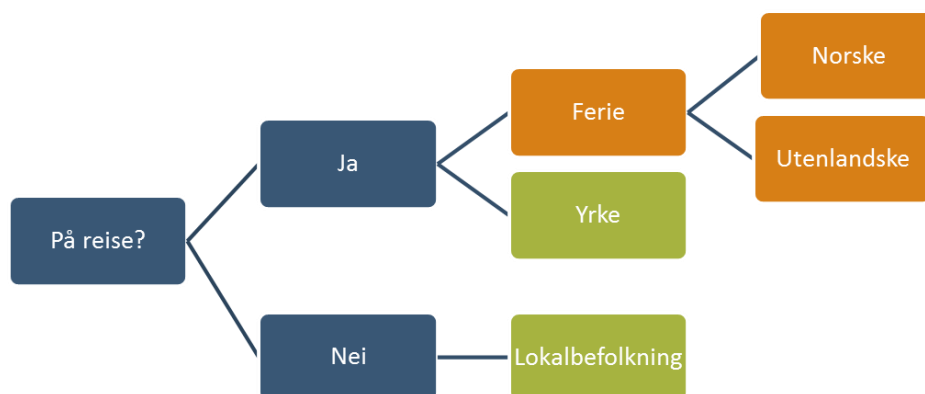 På reise?
Ja
Nei
Ferie
Yrke
Lokalbefolkning
Norske
Utenlandske